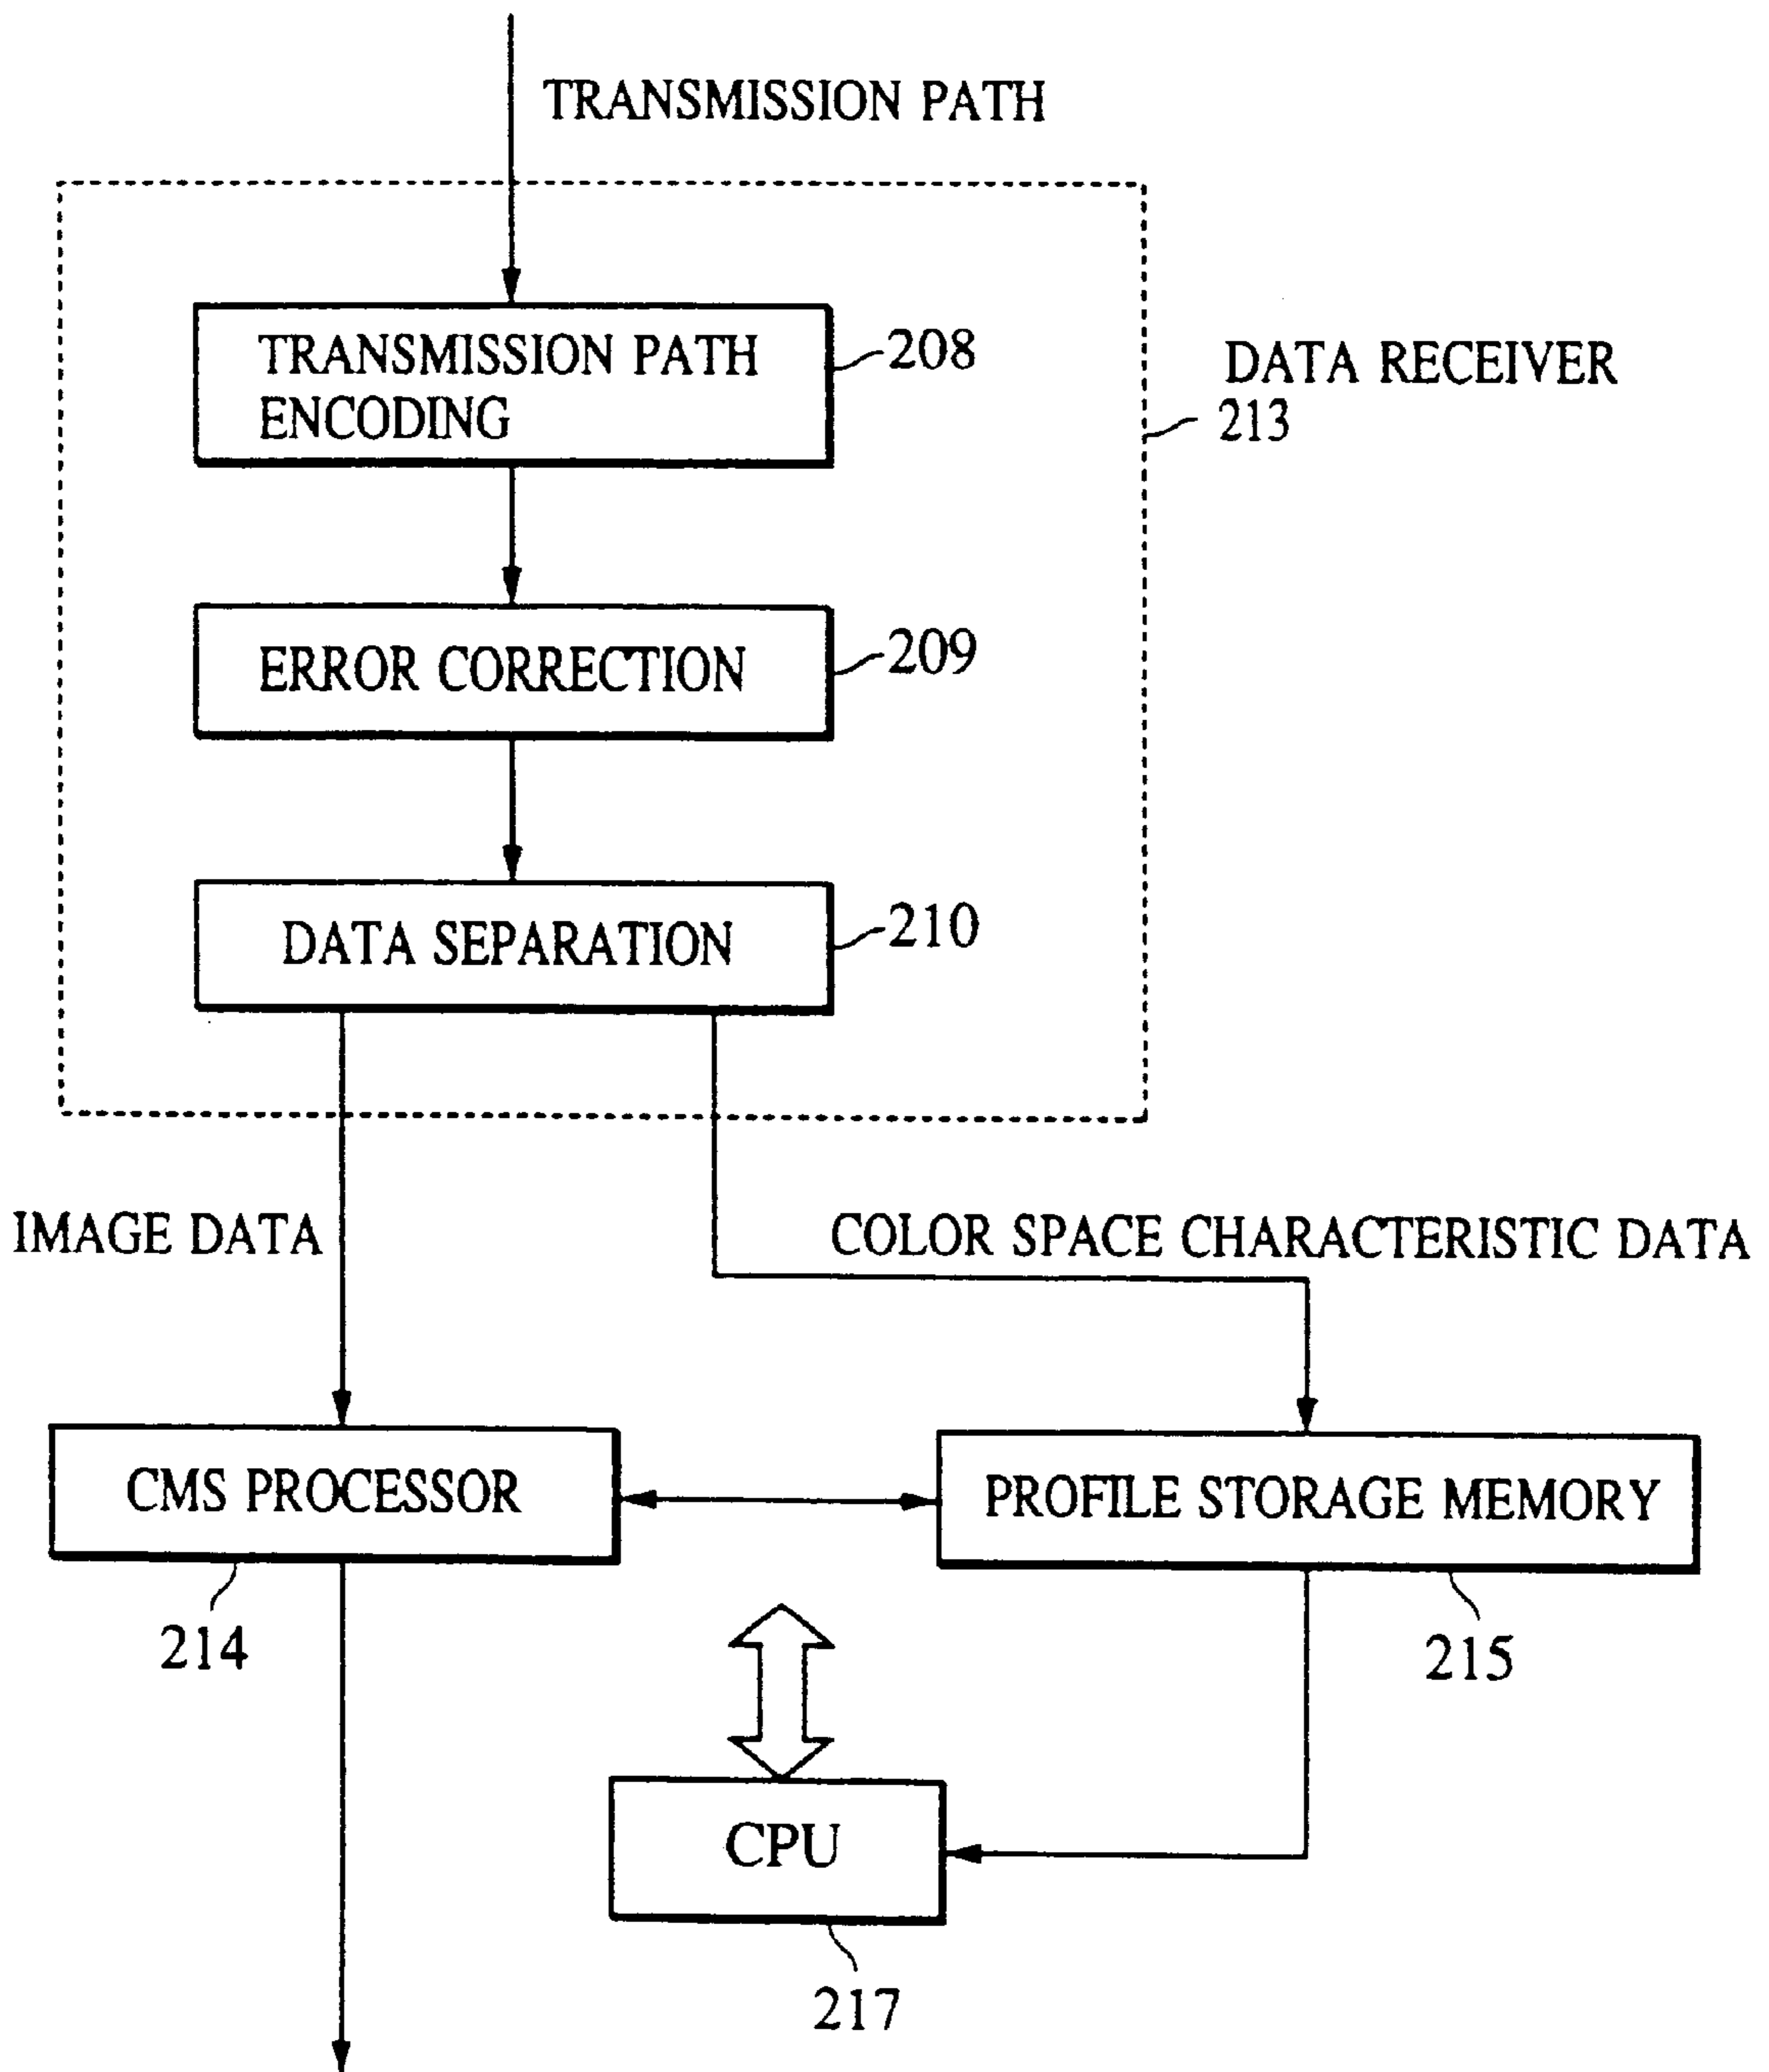 TRANSMISSION PATH
TRANSMISSION PATH
ENCODING
208
DATA RECEIVER
213
ERROR CORRECTION
209
DATA SEPARATION
210
IMAGE DATA
COLOR SPACE CHARACTERISTIC DATA
CMS PROCESSOR
PROFILE STORAGE MEMORY
214
215
CPU
217